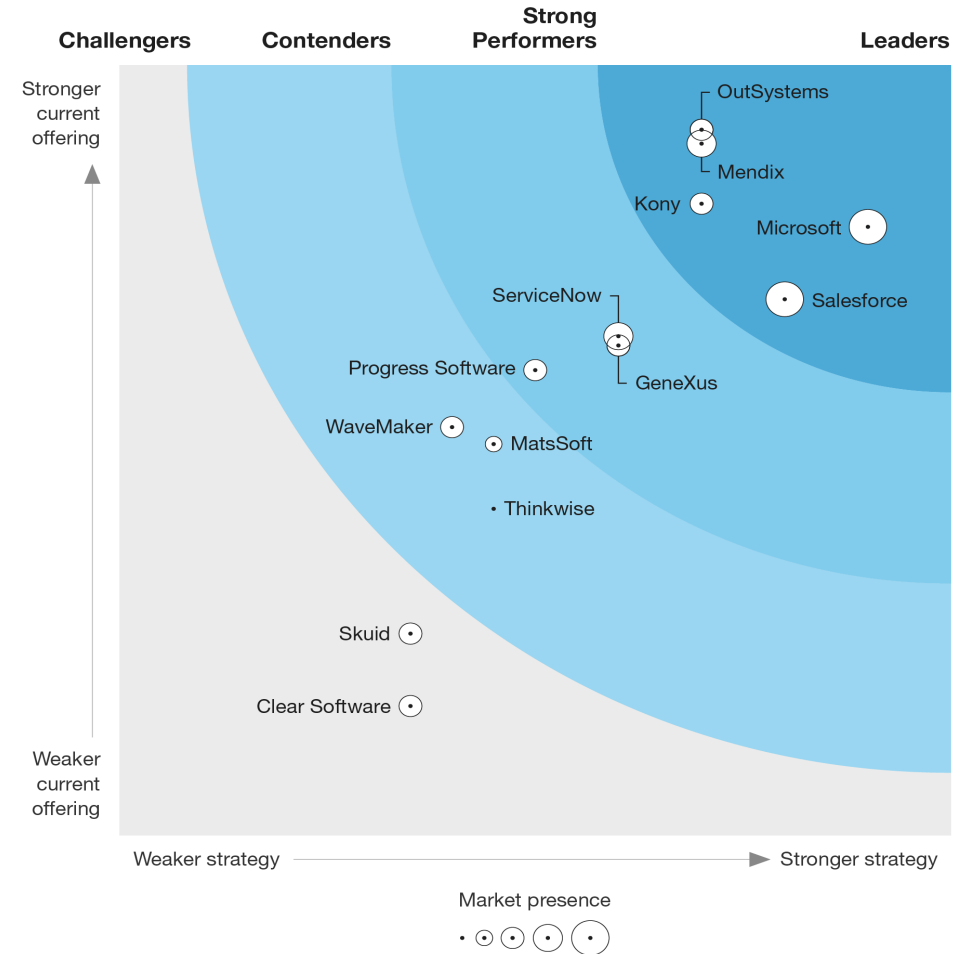 Challengers
Contenders
Strong
Performers
Leaders
Stronger
current
offering
OutSystems
Mendix
Kony
Microsoft
Salesforce
ServiceNow
GeneXus
Progress Software
WaveMaker
MatsSoft
Thinkwise
Skuid
Clear Software
Weaker
current
offering
Weaker strategy
Stronger strategy
Market presence